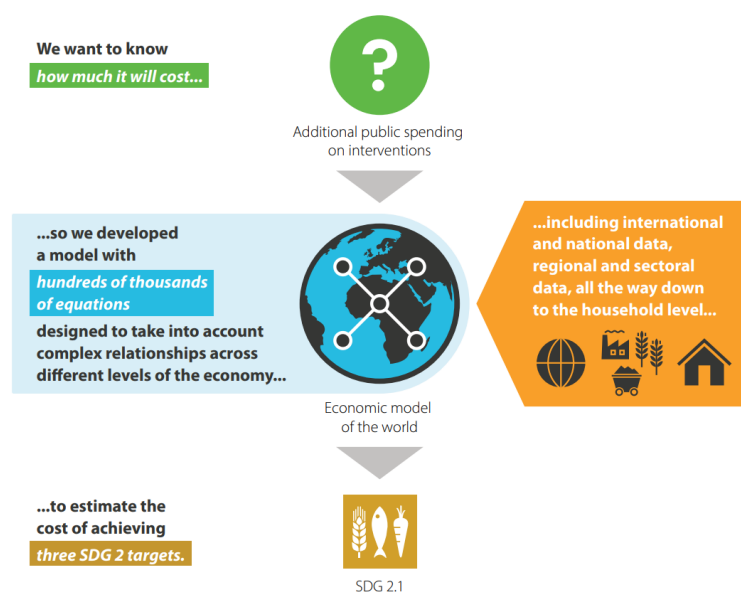 We want to know
how much it will cost...
?
Additional public spending
on interventions
...so we developed
a model with
hundreds of thousands
of equations
designed to take into account
complex relationships across
different levels of the economy...
...including international
and national data,
regional and sectoral
data, all the way down
to the household level...
Economic model
of the world
...to estimate the
cost of achieving
three SDG 2 targets.
SDG 2.1